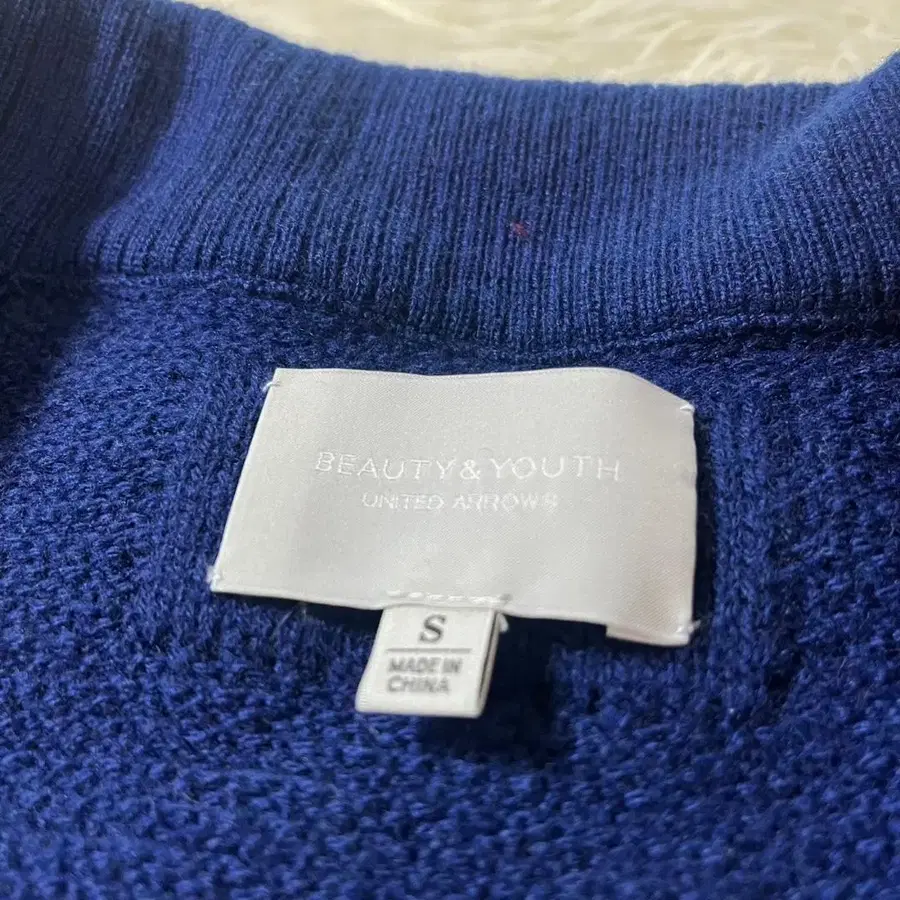 BEAUTY & YOUTH
UNITED ARROWS
S
MADE IN
CHINA